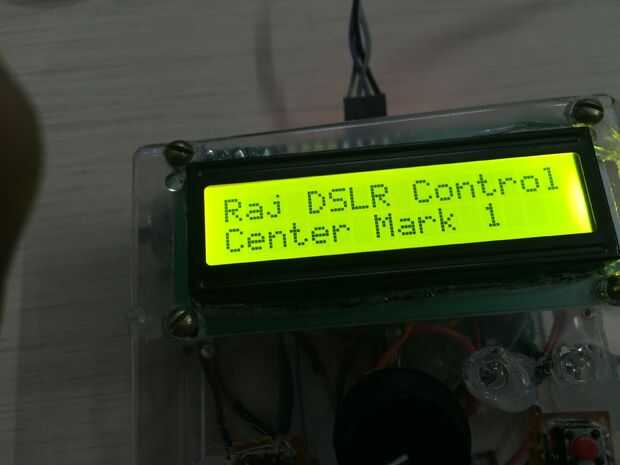 Raj DSLR Control
Center Mark 1